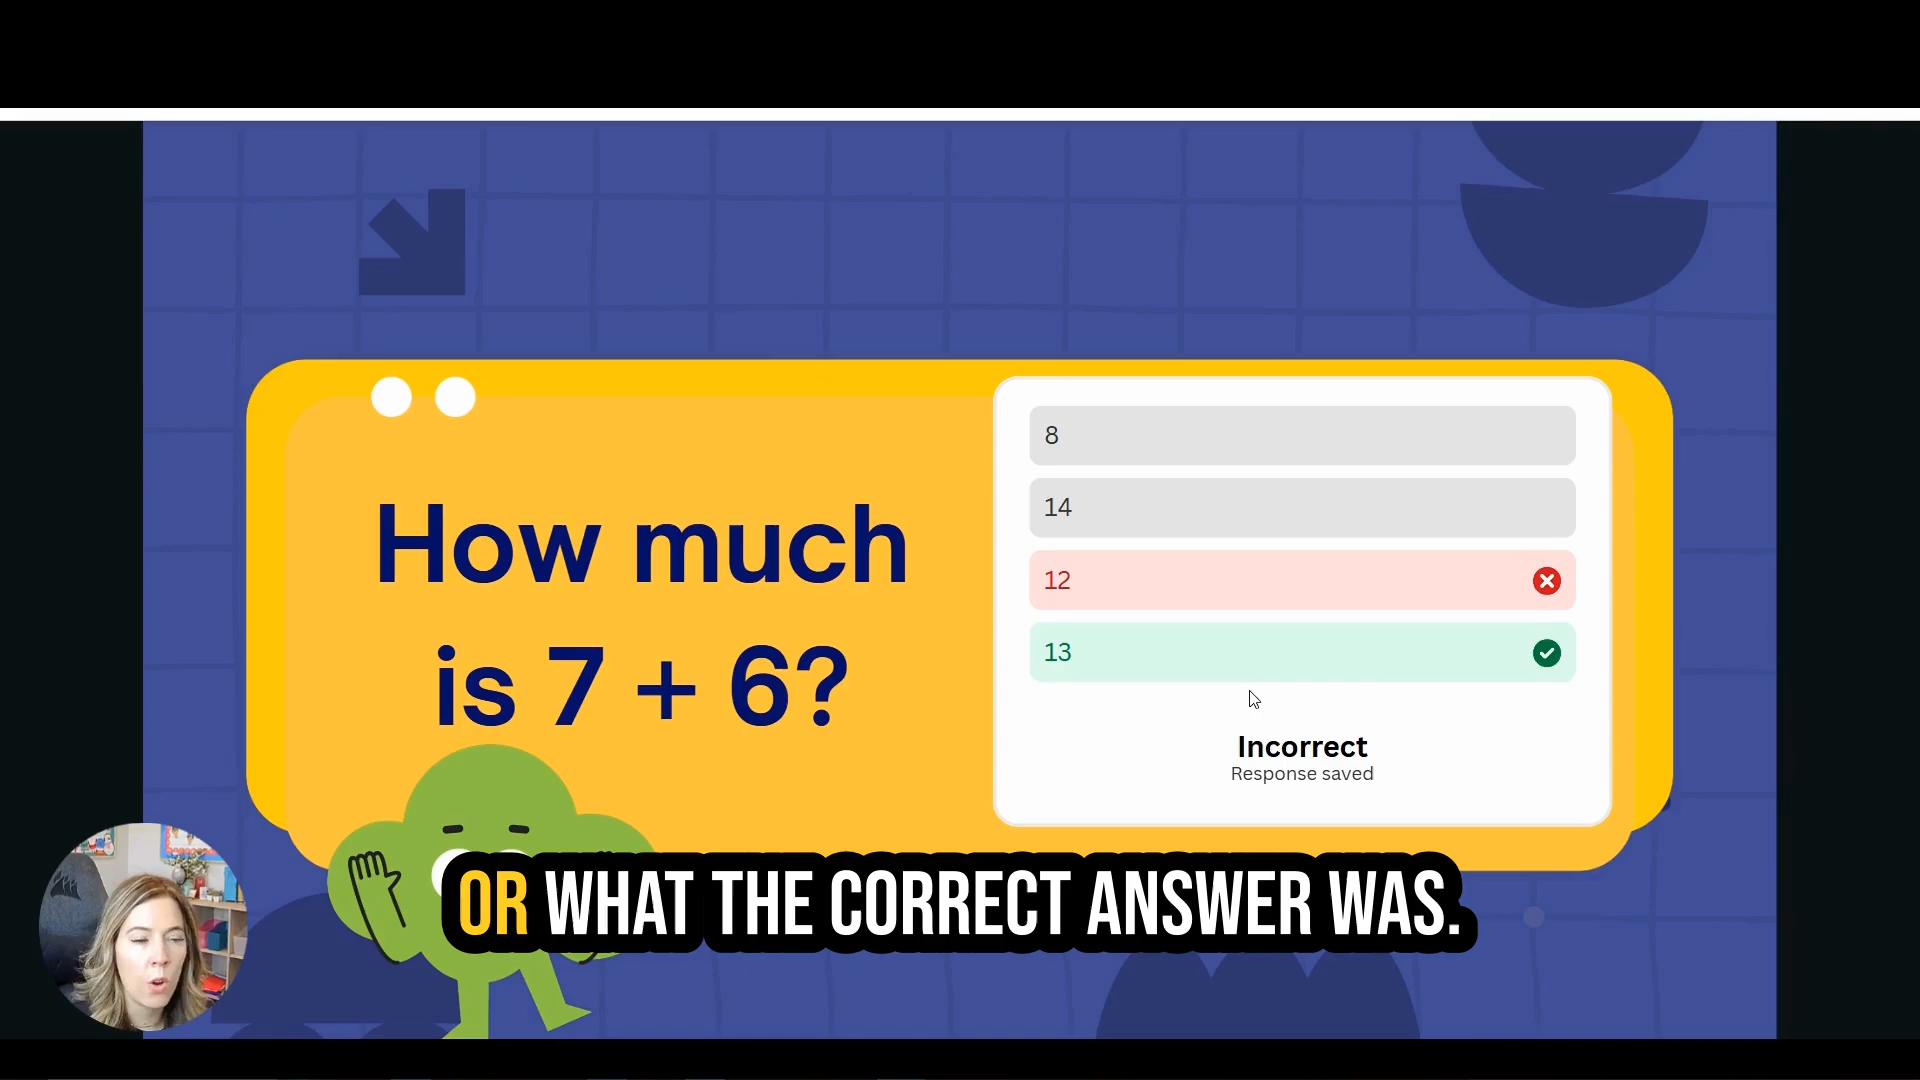 How much
is 7 + 6?
8
14
12
13
Incorrect
Response saved
OR WHAT THE CORRECT ANSWER WAS.